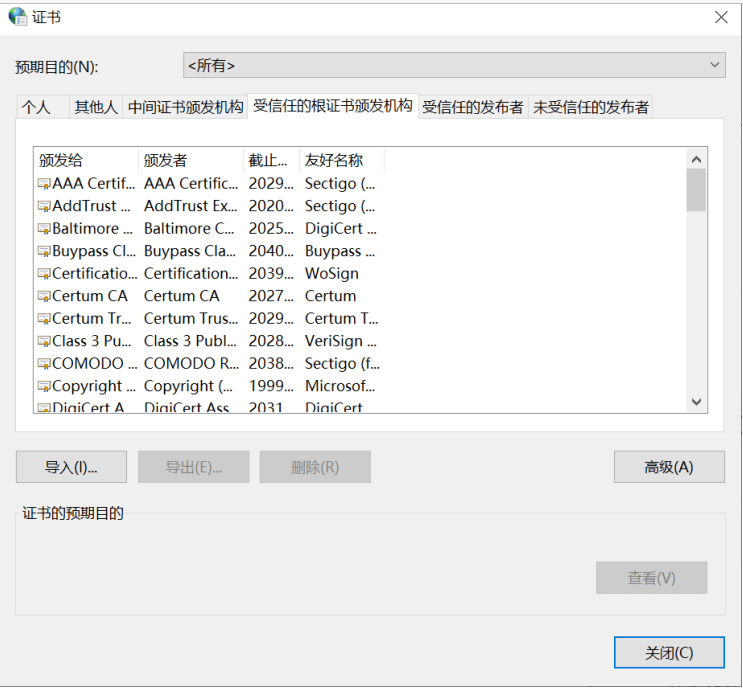 证书
预期目的(N): <所有>
个人 其他人 中间证书颁发机构 受信任的根证书颁发机构 受信任的发布者 未受信任的发布者
颁发给 颁发者 截止... 友好名称
AAA Certif... AAA Certific... 2029... Sectigo (...
AddTrust ... AddTrust Ex... 2020... Sectigo (...
Baltimore ... Baltimore C... 2025... DigiCert ...
Buypass Cl... Buypass Cla... 2040... Buypass ...
Certificatio... Certification... 2039... WoSign
Certum CA Certum CA 2027... Certum
Certum Tr... Certum Trus... 2029... Certum T...
Class 3 Pu... Class 3 Publ... 2028... VeriSign ...
COMODO ... COMODO R... 2038... Sectigo (f...
Copyright ... Copyright (... 1999... Microsof...
DigiCert A DigiCert Ass 2031 DigiCert
导入(I)... 导出(E)... 删除(R) 高级(A)
证书的预期目的
查看(V)
关闭(C)